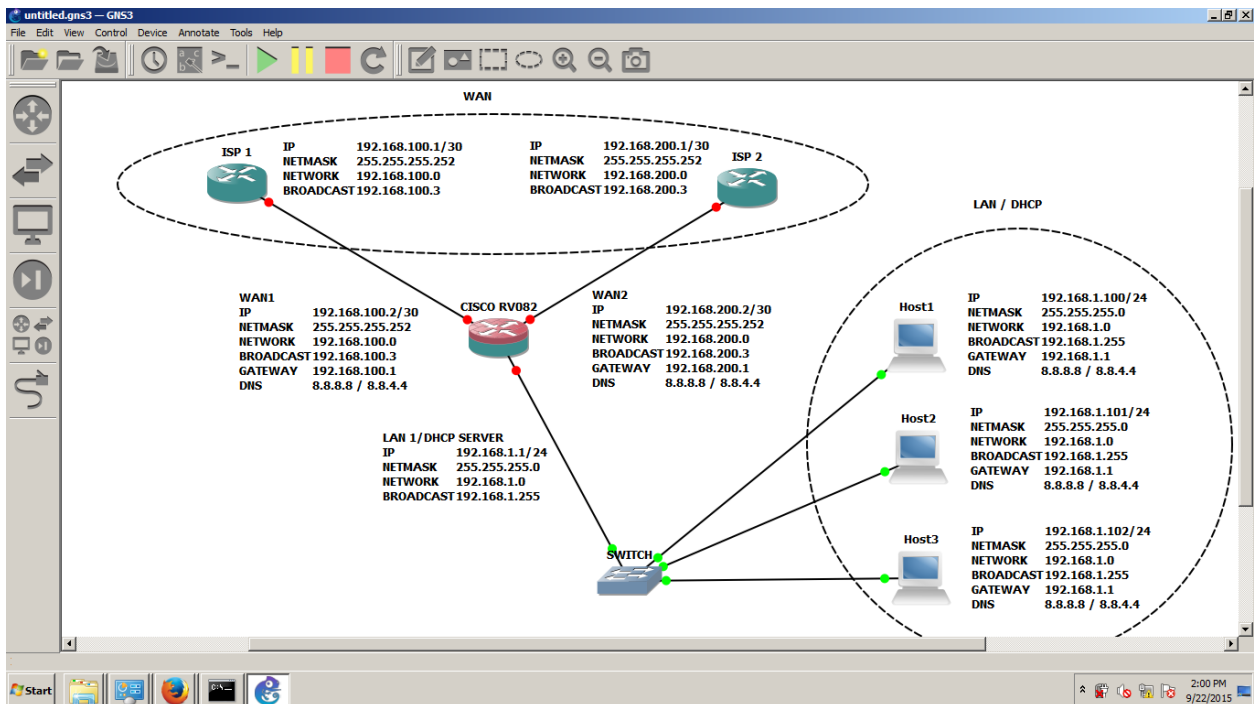 untitled.gns3 — GNS3
File Edit View Control Device Annotate Tools Help
WAN
ISP 1
IP 192.168.100.1/30
NETMASK 255.255.255.252
NETWORK 192.168.100.0
BROADCAST 192.168.100.3
IP 192.168.200.1/30
NETMASK 255.255.255.252
NETWORK 192.168.200.0
BROADCAST 192.168.200.3
ISP 2
LAN / DHCP
WAN1
IP 192.168.100.2/30
NETMASK 255.255.255.252
NETWORK 192.168.100.0
BROADCAST 192.168.100.3
GATEWAY 192.168.100.1
DNS 8.8.8.8 / 8.8.4.4
CISCO RV082
WAN2
IP 192.168.200.2/30
NETMASK 255.255.255.252
NETWORK 192.168.200.0
BROADCAST 192.168.200.3
GATEWAY 192.168.200.1
DNS 8.8.8.8 / 8.8.4.4
Host1
IP 192.168.1.100/24
NETMASK 255.255.255.0
NETWORK 192.168.1.0
BROADCAST 192.168.1.255
GATEWAY 192.168.1.1
DNS 8.8.8.8 / 8.8.4.4
Host2
IP 192.168.1.101/24
NETMASK 255.255.255.0
NETWORK 192.168.1.0
BROADCAST 192.168.1.255
GATEWAY 192.168.1.1
DNS 8.8.8.8 / 8.8.4.4
LAN 1/DHCP SERVER
IP 192.168.1.1/24
NETMASK 255.255.255.0
NETWORK 192.168.1.0
BROADCAST 192.168.1.255
SWITCH
Host3
IP 192.168.1.102/24
NETMASK 255.255.255.0
NETWORK 192.168.1.0
BROADCAST 192.168.1.255
GATEWAY 192.168.1.1
DNS 8.8.8.8 / 8.8.4.4
Start
2:00 PM
9/22/2015